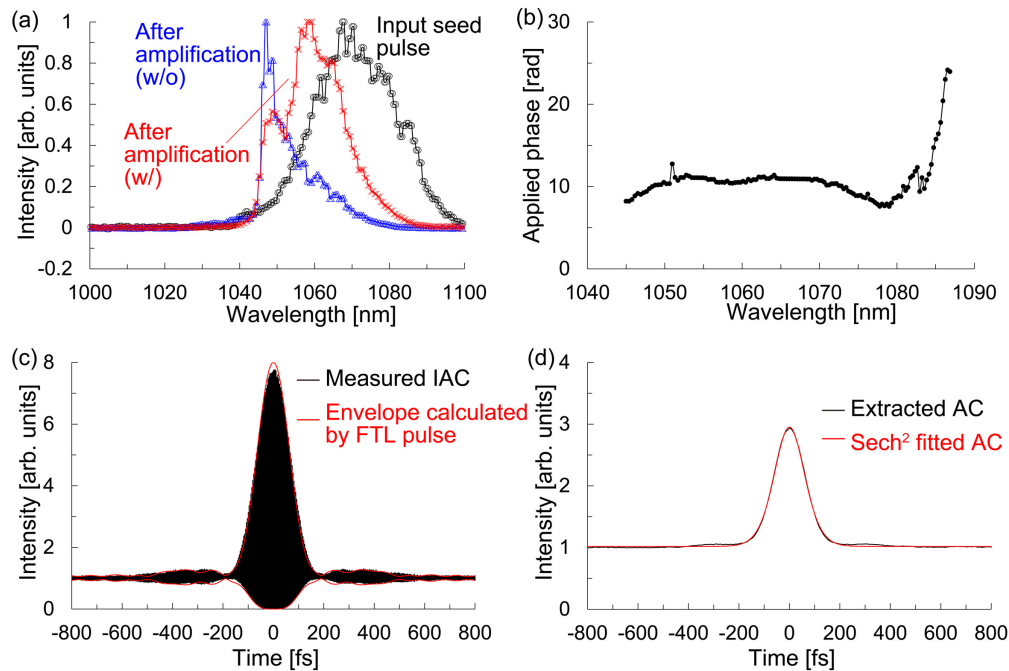 (a)
Intensity [arb. units]
1
0.8
0.6
0.4
0.2
0
-0.2
After
amplification
(w/o)
After
amplification
(w/)
Input seed
pulse
1000
1020
1040
1060
1080
1100
Wavelength [nm]
(b)
Applied phase [rad]
30
20
10
0
1040
1050
1060
1070
1080
1090
Wavelength [nm]
(c)
Intensity [arb. units]
8
6
4
2
0
Measured IAC
Envelope calculated
by FTL pulse
-800
-600
-400
-200
0
200
400
600
800
Time [fs]
(d)
Intensity [arb. units]
4
3
2
1
0
Extracted AC
Sech² fitted AC
-800
-600
-400
-200
0
200
400
600
800
Time [fs]